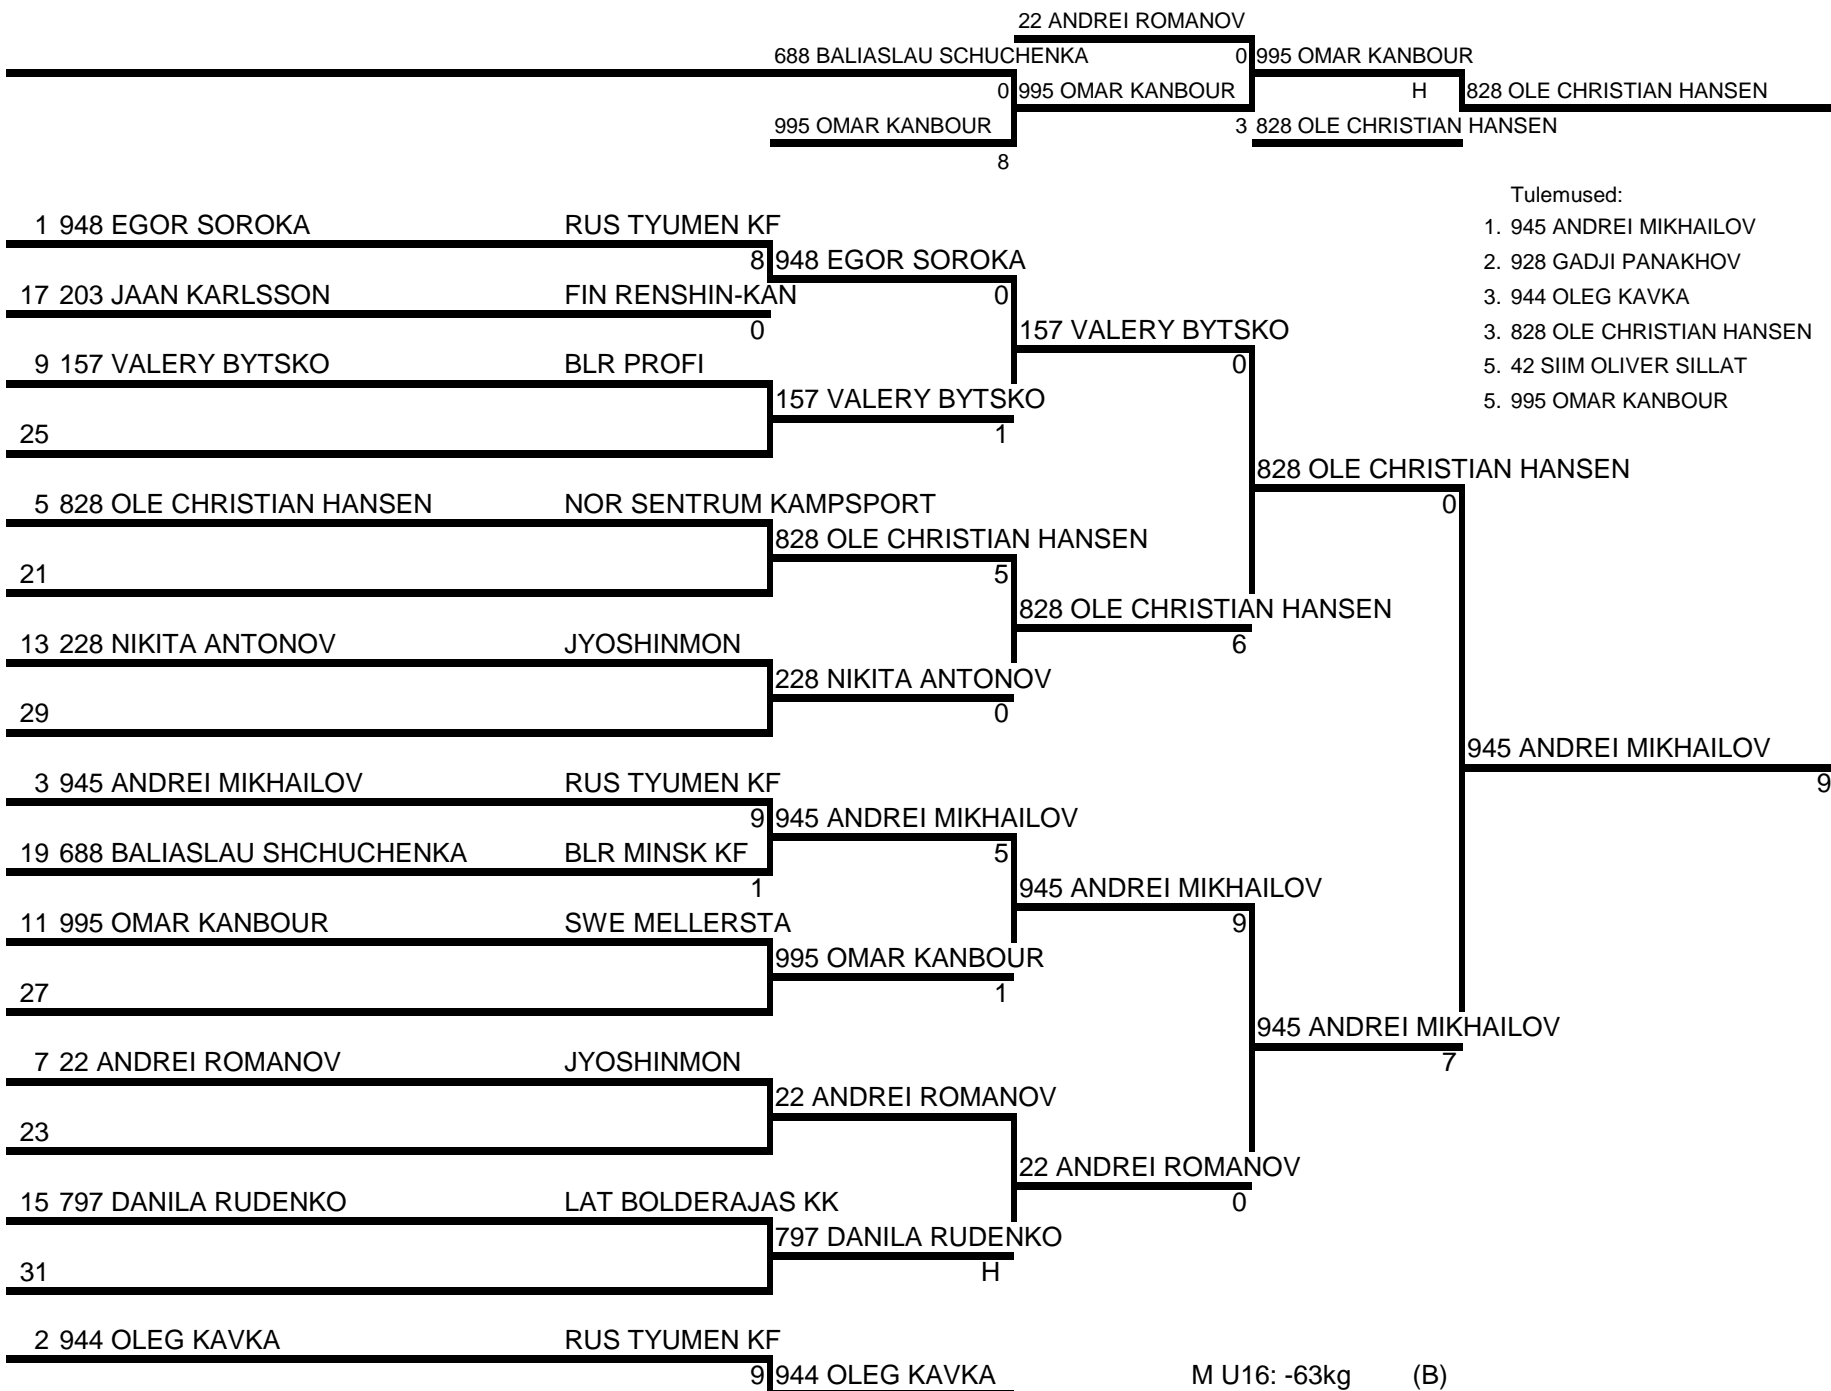 22 ANDREI ROMANOV
688 BALIASLAU SCHUCHENKA 0 995 OMAR KANBOUR
0 995 OMAR KANBOUR H 828 OLE CHRISTIAN HANSEN
995 OMAR KANBOUR 3 828 OLE CHRISTIAN HANSEN
8
Tulemused:
1. 945 ANDREI MIKHAILOV
2. 928 GADJI PANAKHOV
3. 944 OLEG KAVKA
3. 828 OLE CHRISTIAN HANSEN
5. 42 SIIM OLIVER SILLAT
5. 995 OMAR KANBOUR
1 948 EGOR SOROKA RUS TYUMEN KF
8 948 EGOR SOROKA
17 203 JAAN KARLSSON FIN RENSHIN-KAN 0
0 157 VALERY BYTSKO
9 157 VALERY BYTSKO BLR PROFI 0
157 VALERY BYTSKO
25 1
828 OLE CHRISTIAN HANSEN
5 828 OLE CHRISTIAN HANSEN NOR SENTRUM KAMPSPORT 0
828 OLE CHRISTIAN HANSEN
21 5
828 OLE CHRISTIAN HANSEN
13 228 NIKITA ANTONOV JYOSHINMON 6
228 NIKITA ANTONOV
29 0
945 ANDREI MIKHAILOV
3 945 ANDREI MIKHAILOV RUS TYUMEN KF 9
9 945 ANDREI MIKHAILOV
19 688 BALIASLAU SHCHUCHENKA BLR MINSK KF 5
1 945 ANDREI MIKHAILOV
11 995 OMAR KANBOUR SWE MELLERSTA 9
995 OMAR KANBOUR
27 1
945 ANDREI MIKHAILOV
7 22 ANDREI ROMANOV JYOSHINMON 7
22 ANDREI ROMANOV
23
22 ANDREI ROMANOV
15 797 DANILA RUDENKO LAT BOLDERAJAS KK 0
797 DANILA RUDENKO
31 H
2 944 OLEG KAVKA RUS TYUMEN KF
9 944 OLEG KAVKA M U16: -63kg (B)